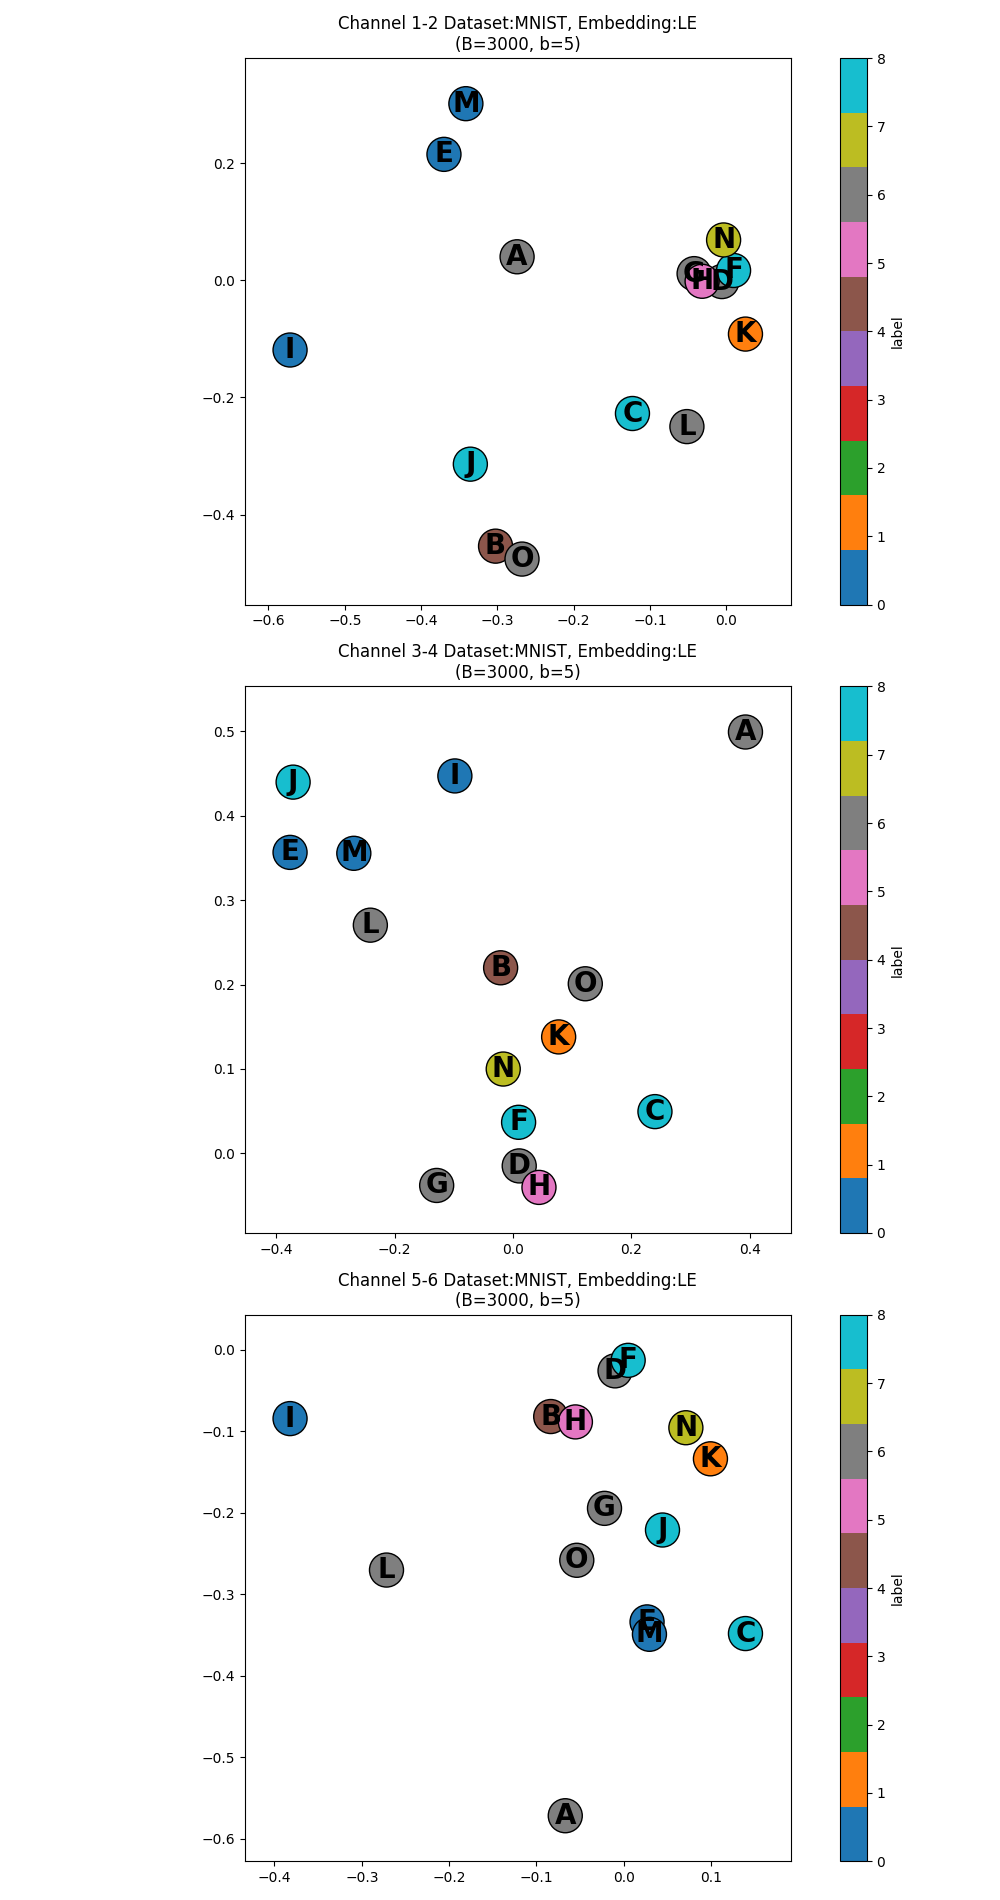 Channel 1-2 Dataset:MNIST, Embedding:LE
(B=3000, b=5)
M
E
A
N
G
H
D
F
I
K
C
L
J
B
O
0.2
0.0
−0.2
−0.4
−0.6
−0.5
−0.4
−0.3
−0.2
−0.1
0.0
8
7
6
5
4
3
2
1
0
label
Channel 3-4 Dataset:MNIST, Embedding:LE
(B=3000, b=5)
A
J
I
E
M
L
B
O
K
N
F
C
D
G
H
0.5
0.4
0.3
0.2
0.1
0.0
−0.4
−0.2
0.0
0.2
0.4
8
7
6
5
4
3
2
1
0
label
Channel 5-6 Dataset:MNIST, Embedding:LE
(B=3000, b=5)
F
D
I
B
H
N
K
G
J
O
L
E
M
C
A
0.0
−0.1
−0.2
−0.3
−0.4
−0.5
−0.6
−0.4
−0.3
−0.2
−0.1
0.0
0.1
8
7
6
5
4
3
2
1
0
label